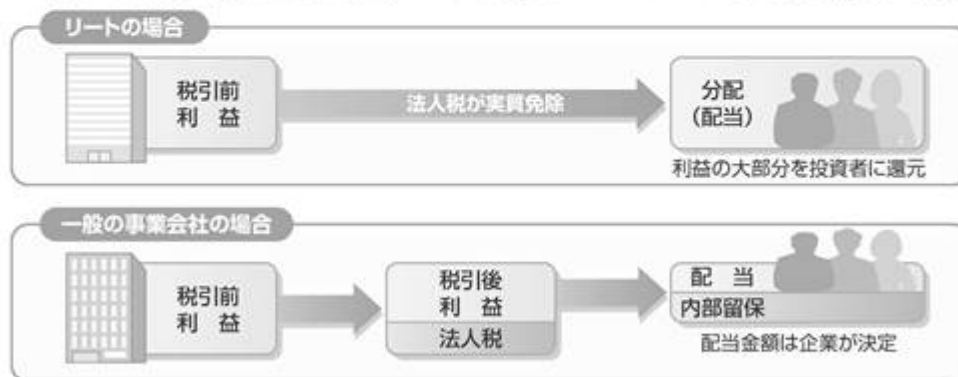 リートの場合
税引前
利　益
法人税が実質免除
分配
（配当）
利益の大部分を投資者に還元
一般の事業会社の場合
税引前
利　益
税引後
利　益
法人税
配　当
内部留保
配当金額は企業が決定